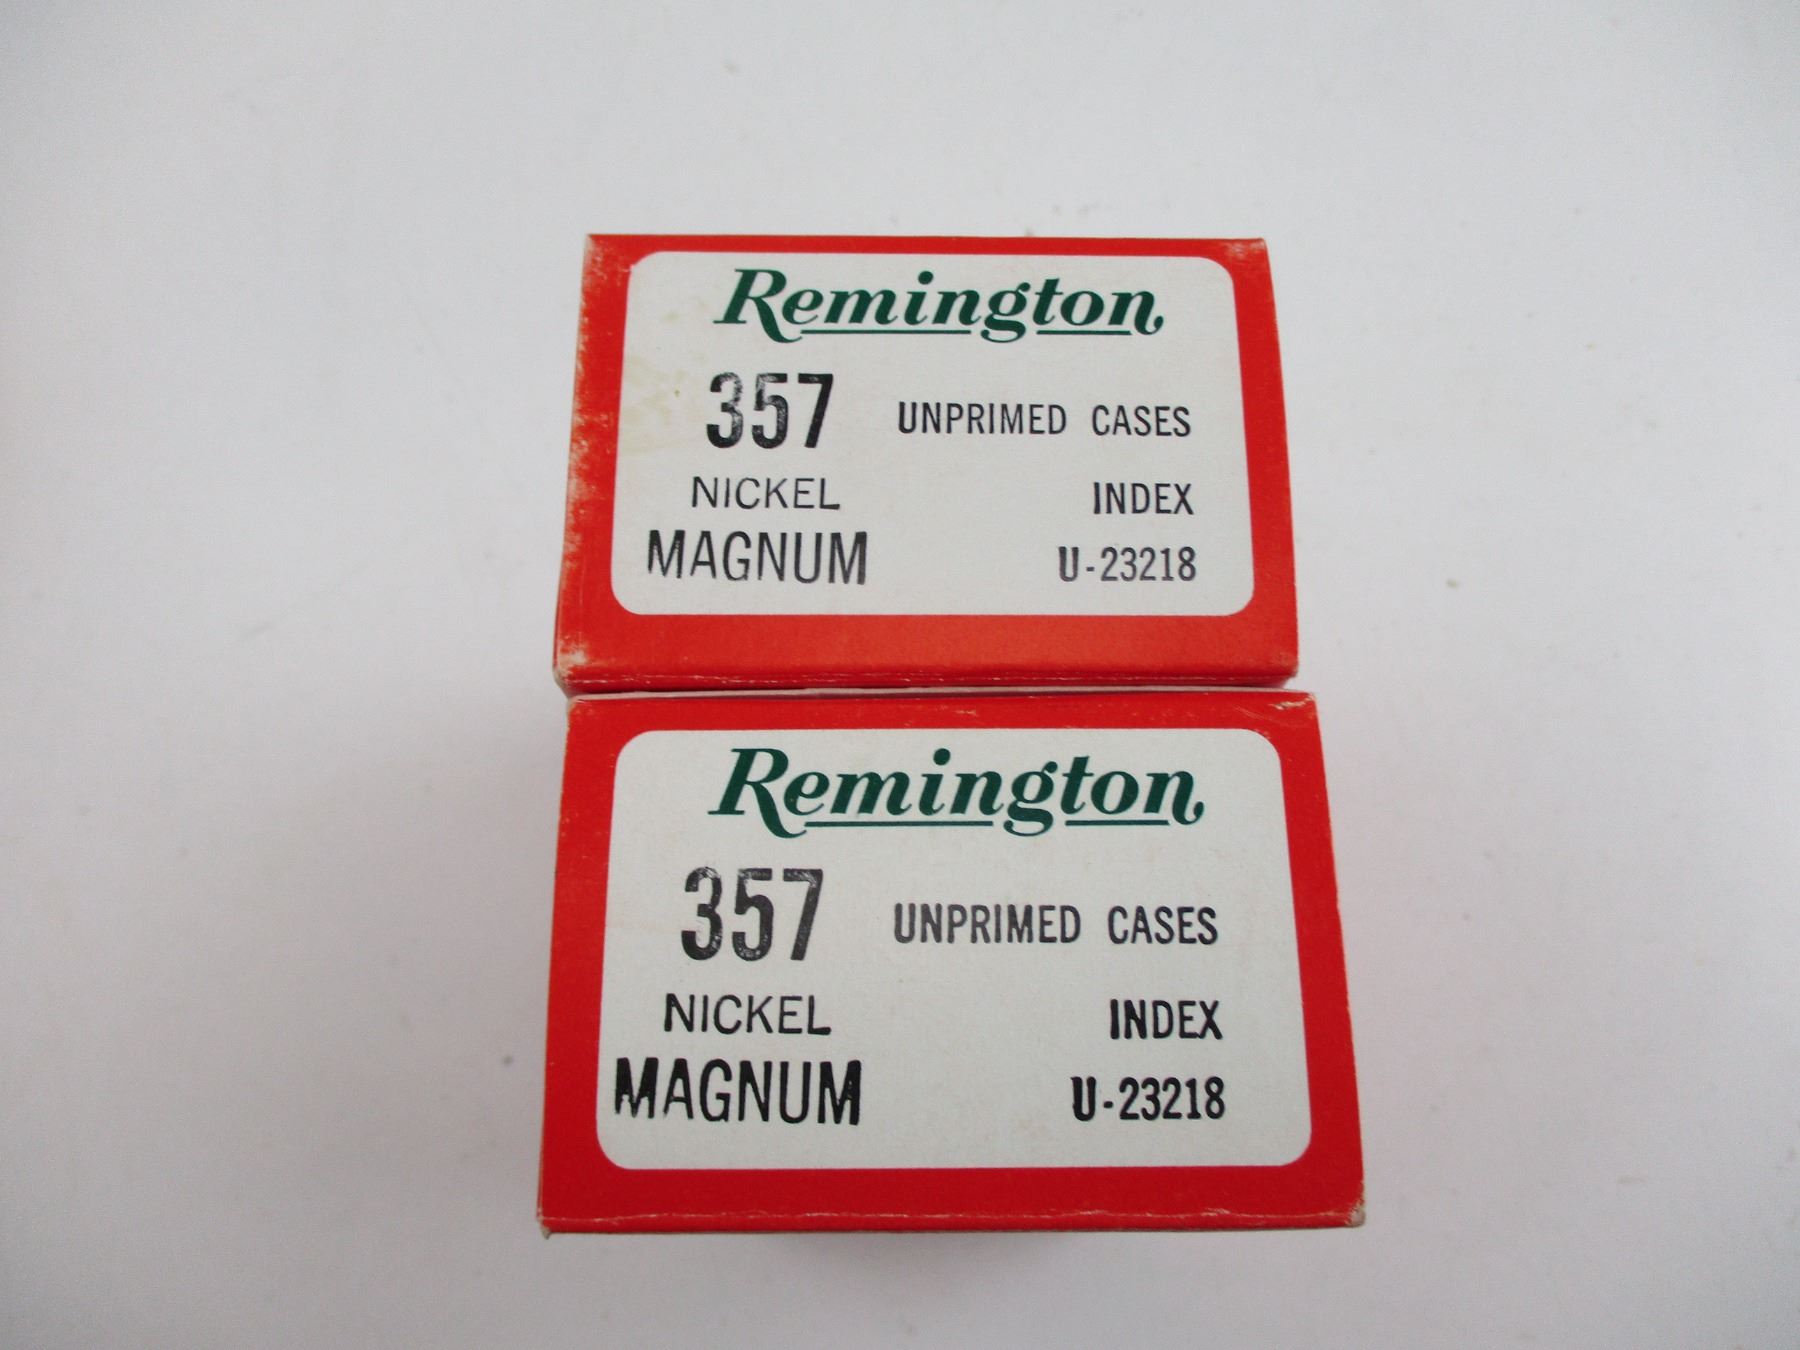 Remington
357 UNPRIMED CASES
NICKEL INDEX
MAGNUM U-23218
Remington
357 UNPRIMED CASES
NICKEL INDEX
MAGNUM U-23218